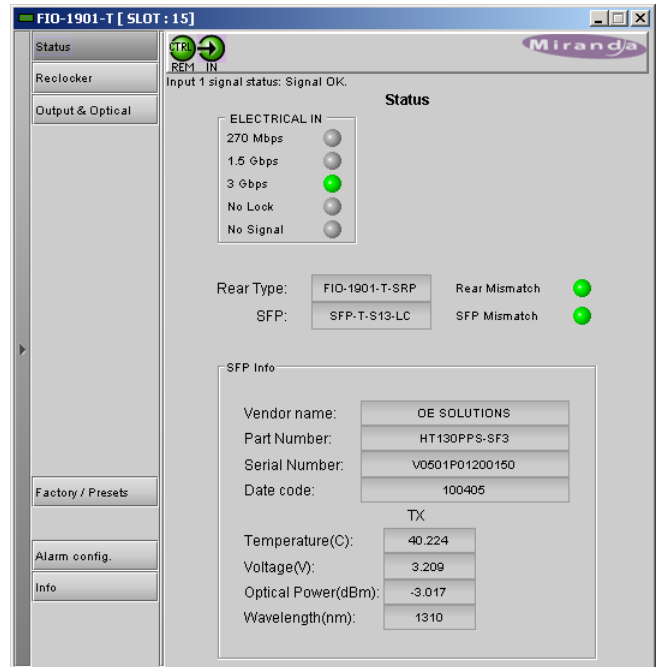 FIO-1901-T [ SLOT : 15]
Status
Reclocker
Output & Optical
Factory / Presets
Alarm config.
Info
CTRL
REM IN
Miranda
Input 1 signal status: Signal OK.
Status
ELECTRICAL IN
270 Mbps
1.5 Gbps
3 Gbps
No Lock
No Signal
Rear Type: FIO-1901-T-SRP Rear Mismatch
SFP: SFP-T-S13-LC SFP Mismatch
SFP Info
Vendor name: OE SOLUTIONS
Part Number: HT130PPS-SF3
Serial Number: V0501P01200150
Date code: 100405
TX
Temperature(C): 40.224
Voltage(V): 3.209
Optical Power(dBm): -3.017
Wavelength(nm): 1310